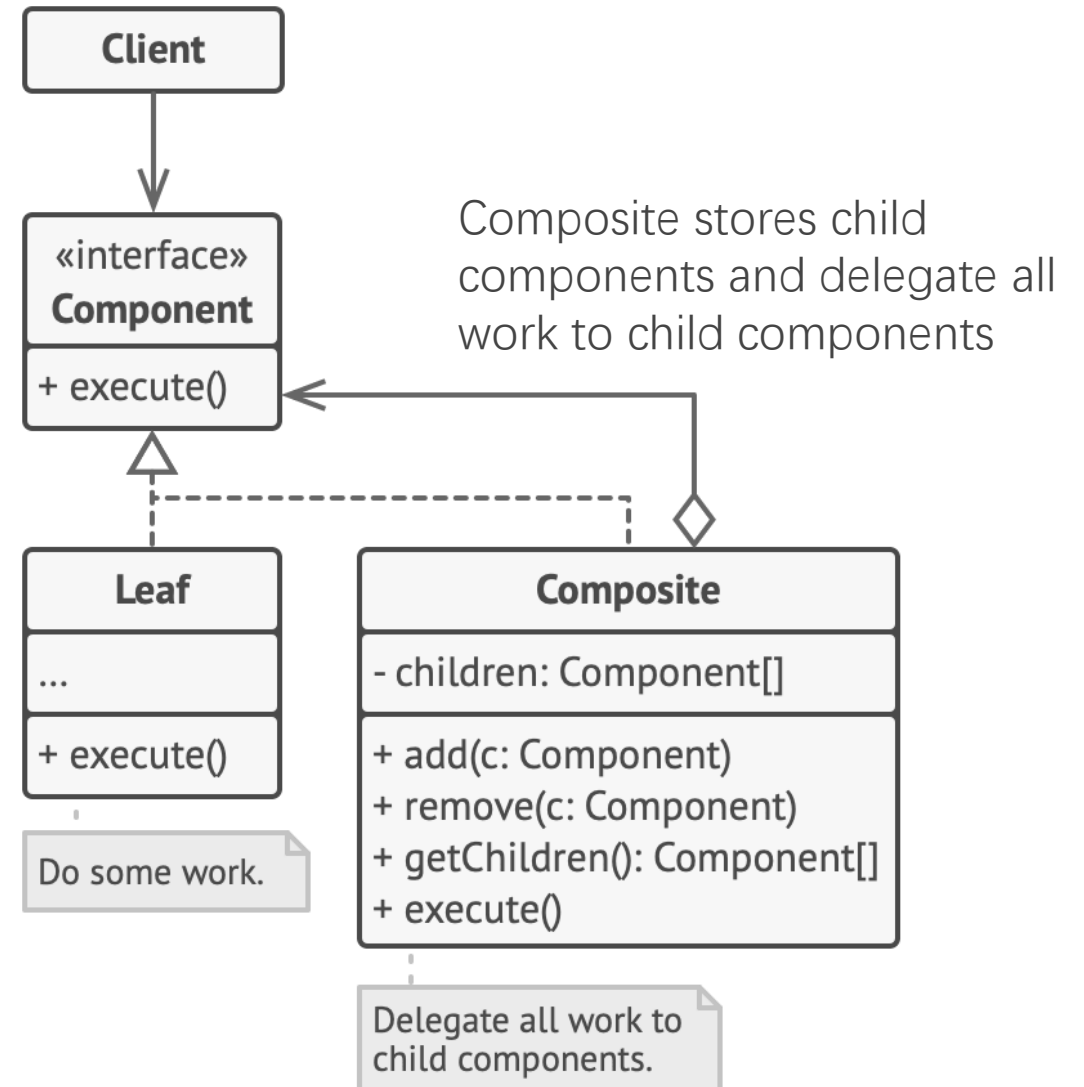 Client
Composite stores child
components and delegate all
work to child components
«interface»
Component
+ execute()
Leaf
...
+ execute()
Do some work.
Composite
- children: Component[]
+ add(c: Component)
+ remove(c: Component)
+ getChildren(): Component[]
+ execute()
Delegate all work to
child components.